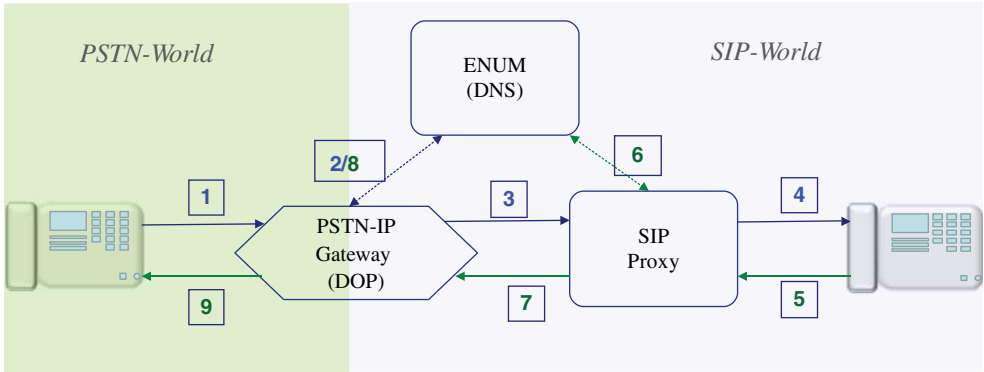 PSTN-World
SIP-World
ENUM
(DNS)
2/8
6
1
3
4
PSTN-IP
Gateway
(DOP)
SIP
Proxy
9
7
5